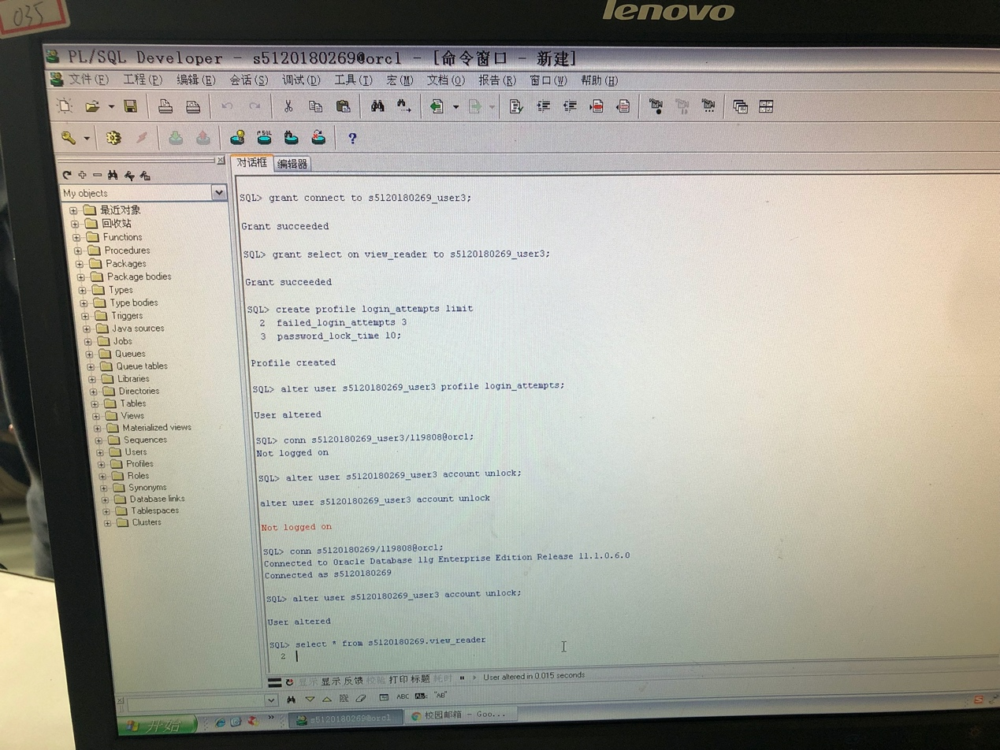 035
lenovo
PL/SQL Developer - s5120180269@orcl - [命令窗口 - 新建]
文件(F) 工程(P) 编辑(E) 会话(S) 调试(D) 工具(T) 宏(M) 文档(O) 报告(R) 窗口(W) 帮助(H)
对话框 编辑器
My objects
最近对象
回收站
Functions
Procedures
Packages
Package bodies
Types
Type bodies
Triggers
Java sources
Jobs
Queues
Queue tables
Libraries
Directories
Tables
Views
Materialized views
Sequences
Users
Profiles
Roles
Synonyms
Database links
Tablespaces
Clusters
SQL> grant connect to s5120180269_user3;
Grant succeeded
SQL> grant select on view_reader to s5120180269_user3;
Grant succeeded
SQL> create profile login_attempts limit
2 failed_login_attempts 3
3 password_lock_time 10;
Profile created
SQL> alter user s5120180269_user3 profile login_attempts;
User altered
SQL> conn s5120180269_user3/119808@orcl;
Not logged on
SQL> alter user s5120180269_user3 account unlock;
alter user s5120180269_user3 account unlock
Not logged on
SQL> conn s5120180269/119808@orcl;
Connected to Oracle Database 11g Enterprise Edition Release 11.1.0.6.0
Connected as s5120180269
SQL> alter user s5120180269_user3 account unlock;
User altered
SQL> select * from s5120180269.view_reader
2
显示 显示 反馈 校验 打印 标题 耗时 User altered in 0.015 seconds
ABC "AB"
开始 s5120180269@orcl 校园邮箱 - Goo...